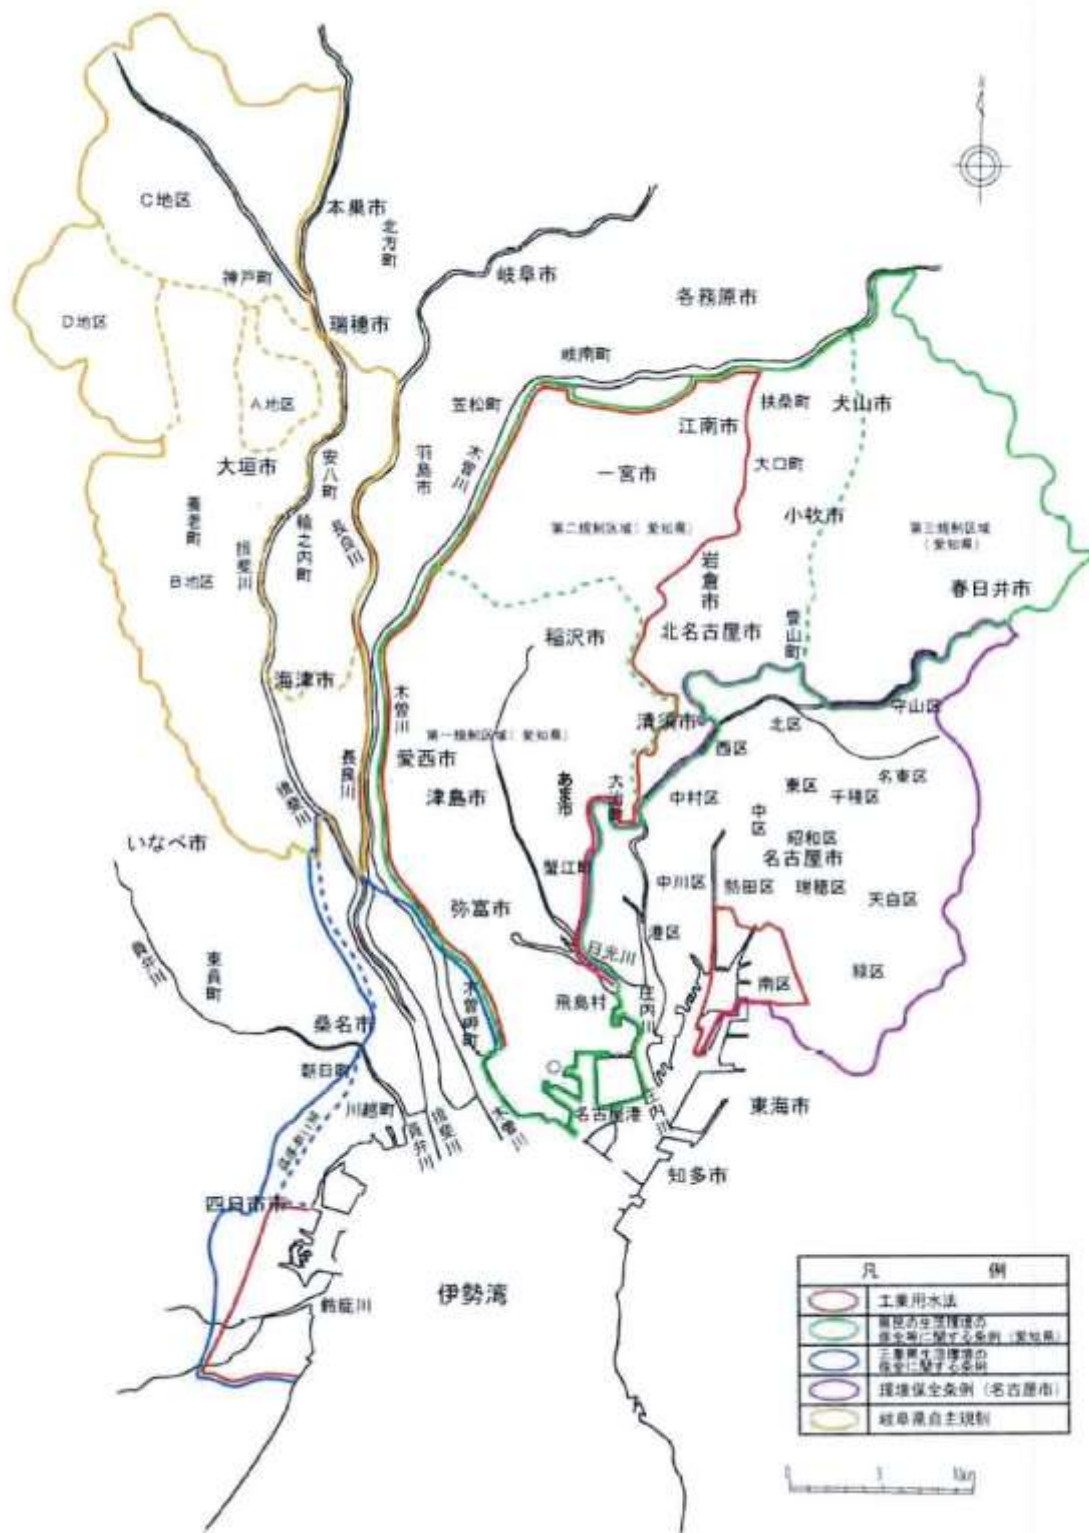 C地区
本巣市
北方町
岐阜市
神戸町
各務原市
D地区
瑞穂市
岐南町
A地区
笠松町
扶桑町
犬山市
江南市
大垣市
安八町
羽島市
木曽川
一宮市
大口町
養老町
輪之内町
長良川
小牧市
第二規制区域（愛知県）
第三規制区域
（愛知県）
揖斐川
B地区
岩倉市
春日井市
稲沢市
北名古屋市
豊山町
海津市
木曽川
清須市
守山区
第一規制区域（愛知県）
北区
西区
愛西市
長良川
揖斐川
津島市
あま市
中村区
東区
名東区
千種区
中区
昭和区
いなべ市
名古屋市
蟹江町
中川区
熱田区
瑞穂区
天白区
弥富市
港区
日光川
東員町
員弁川
南区
緑区
木曽岬町
飛島村
庄内川
桑名市
朝日町
川越町
名古屋港
庄内川
東海市
員弁川
揖斐川
木曽川
知多市
四日市市
伊勢湾
凡例
工業用水法
県民の生活環境の
保全等に関する条例（愛知県）
三重県生活環境の
保全に関する条例
環境保全条例（名古屋市）
岐阜県自主規制